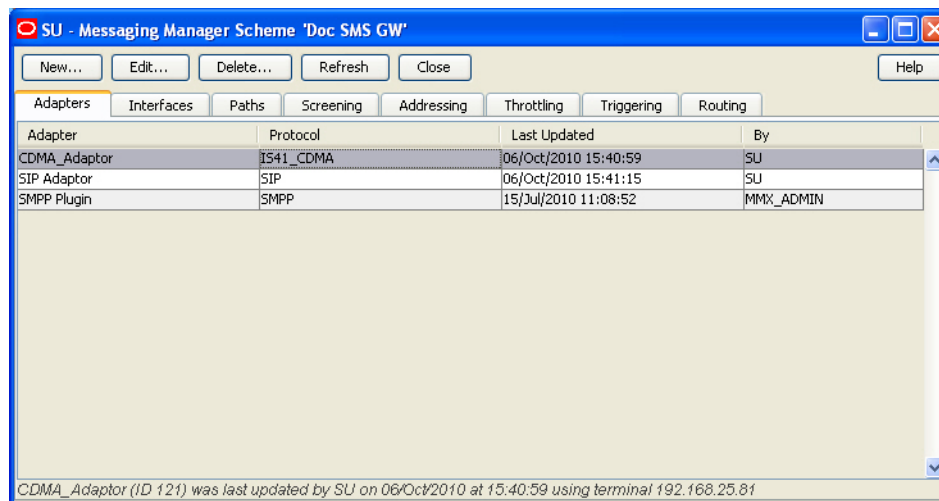 SU - Messaging Manager Scheme 'Doc SMS GW'
New... Edit... Delete... Refresh Close Help
Adapters Interfaces Paths Screening Addressing Throttling Triggering Routing
Adapter Protocol Last Updated By
CDMA_Adaptor IS41_CDMA 06/Oct/2010 15:40:59 SU
SIP Adaptor SIP 06/Oct/2010 15:41:15 SU
SMPP Plugin SMPP 15/Jul/2010 11:08:52 MMX_ADMIN
CDMA_Adaptor (ID 121) was last updated by SU on 06/Oct/2010 at 15:40:59 using terminal 192.168.25.81